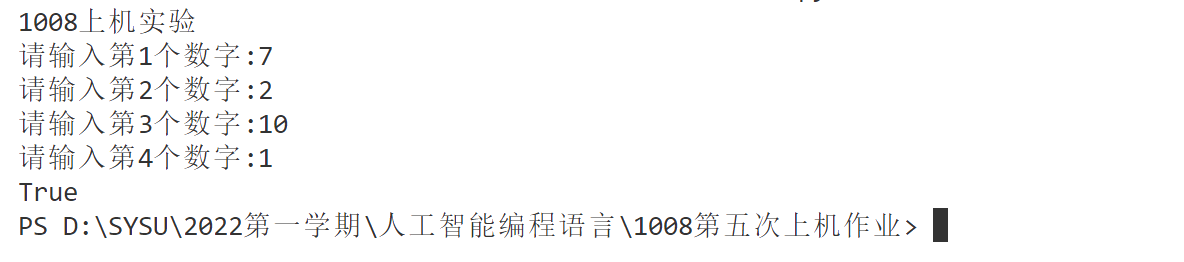 1008上机实验
请输入第1个数字:7
请输入第2个数字:2
请输入第3个数字:10
请输入第4个数字:1
True
PS D:\SYSU\2022第一学期\人工智能编程语言\1008第五次上机作业>